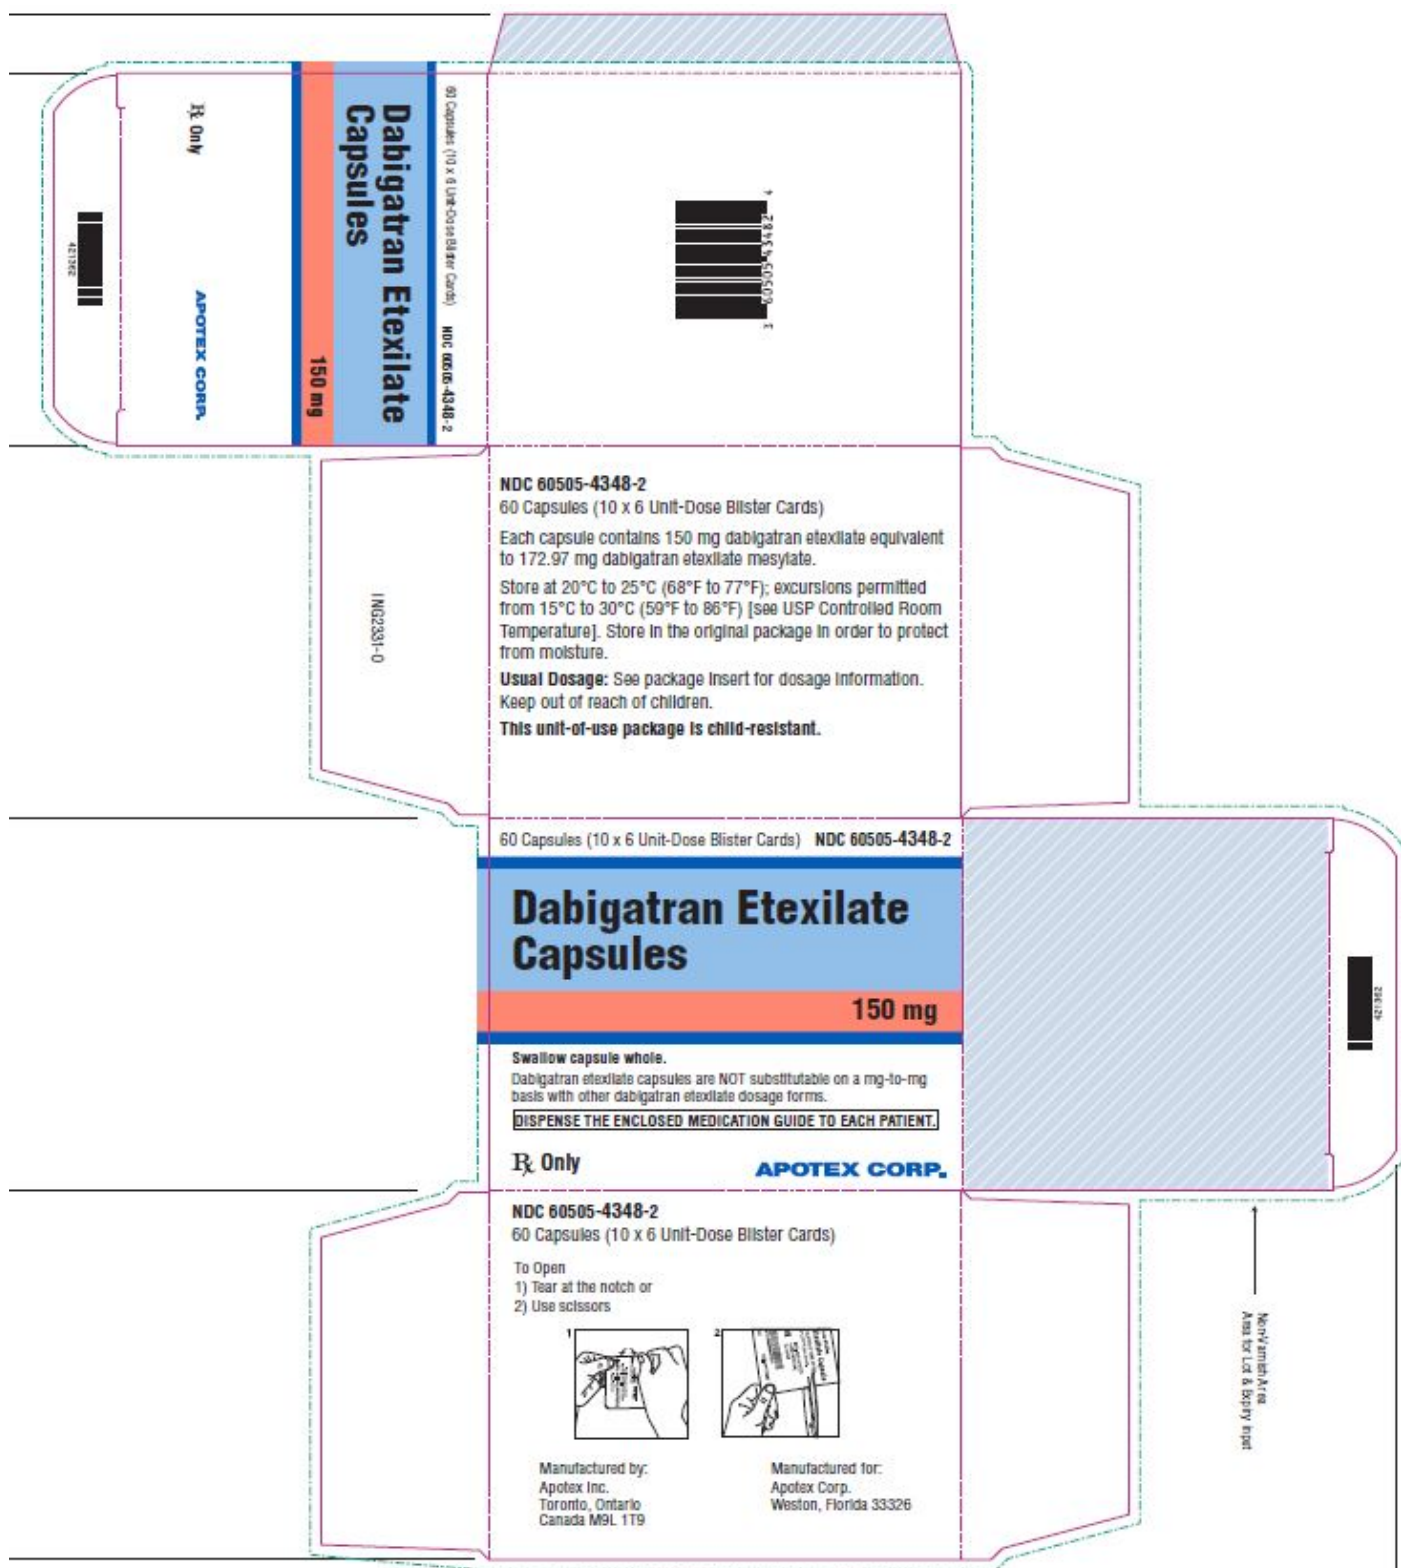 ℞ Only
APOTEX CORP.
421362
60 Capsules (10 x 6 Unit-Dose Blister Cards) NDC 60505-4348-2
Dabigatran Etexilate
Capsules
150 mg
3 60505 43482 4
NDC 60505-4348-2
60 Capsules (10 x 6 Unit-Dose Blister Cards)
Each capsule contains 150 mg dabigatran etexilate equivalent
to 172.97 mg dabigatran etexilate mesylate.
Store at 20°C to 25°C (68°F to 77°F); excursions permitted
from 15°C to 30°C (59°F to 86°F) [see USP Controlled Room
Temperature]. Store in the original package in order to protect
from moisture.
Usual Dosage: See package insert for dosage information.
Keep out of reach of children.
This unit-of-use package is child-resistant.
ING2331-0
60 Capsules (10 x 6 Unit-Dose Blister Cards) NDC 60505-4348-2
Dabigatran Etexilate
Capsules
150 mg
Swallow capsule whole.
Dabigatran etexilate capsules are NOT substitutable on a mg-to-mg
basis with other dabigatran etexilate dosage forms.
DISPENSE THE ENCLOSED MEDICATION GUIDE TO EACH PATIENT.
℞ Only
APOTEX CORP.
421362
Non-Varnish Area
Area for Lot & Expiry input
NDC 60505-4348-2
60 Capsules (10 x 6 Unit-Dose Blister Cards)
To Open
1) Tear at the notch or
2) Use scissors
1
2
Manufactured by:
Apotex Inc.
Toronto, Ontario
Canada M9L 1T9
Manufactured for:
Apotex Corp.
Weston, Florida 33326